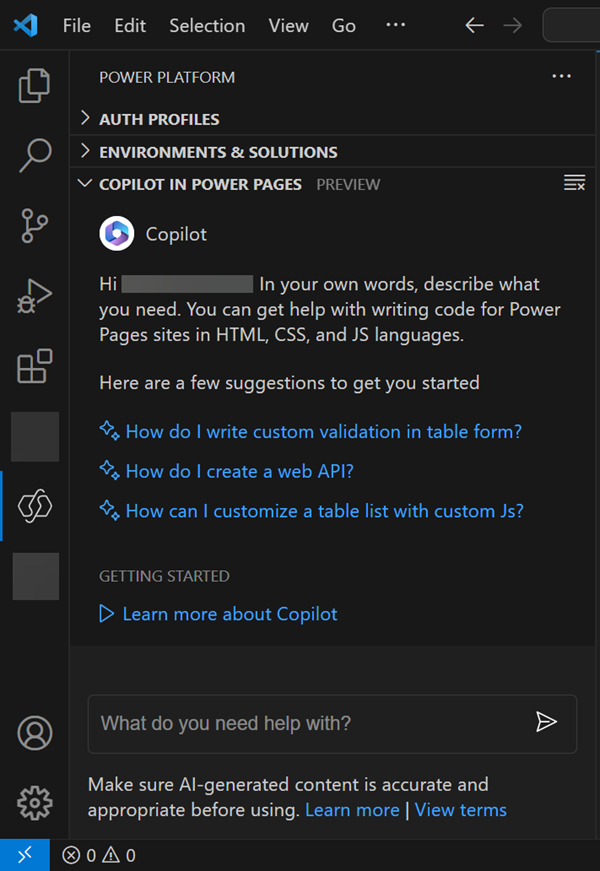 File Edit Selection View Go ···
POWER PLATFORM
AUTH PROFILES
ENVIRONMENTS & SOLUTIONS
COPILOT IN POWER PAGES PREVIEW
Copilot
Hi In your own words, describe what
you need. You can get help with writing code for Power
Pages sites in HTML, CSS, and JS languages.
Here are a few suggestions to get you started
How do I write custom validation in table form?
How do I create a web API?
How can I customize a table list with custom Js?
GETTING STARTED
Learn more about Copilot
What do you need help with?
Make sure AI-generated content is accurate and
appropriate before using. Learn more | View terms
0 0